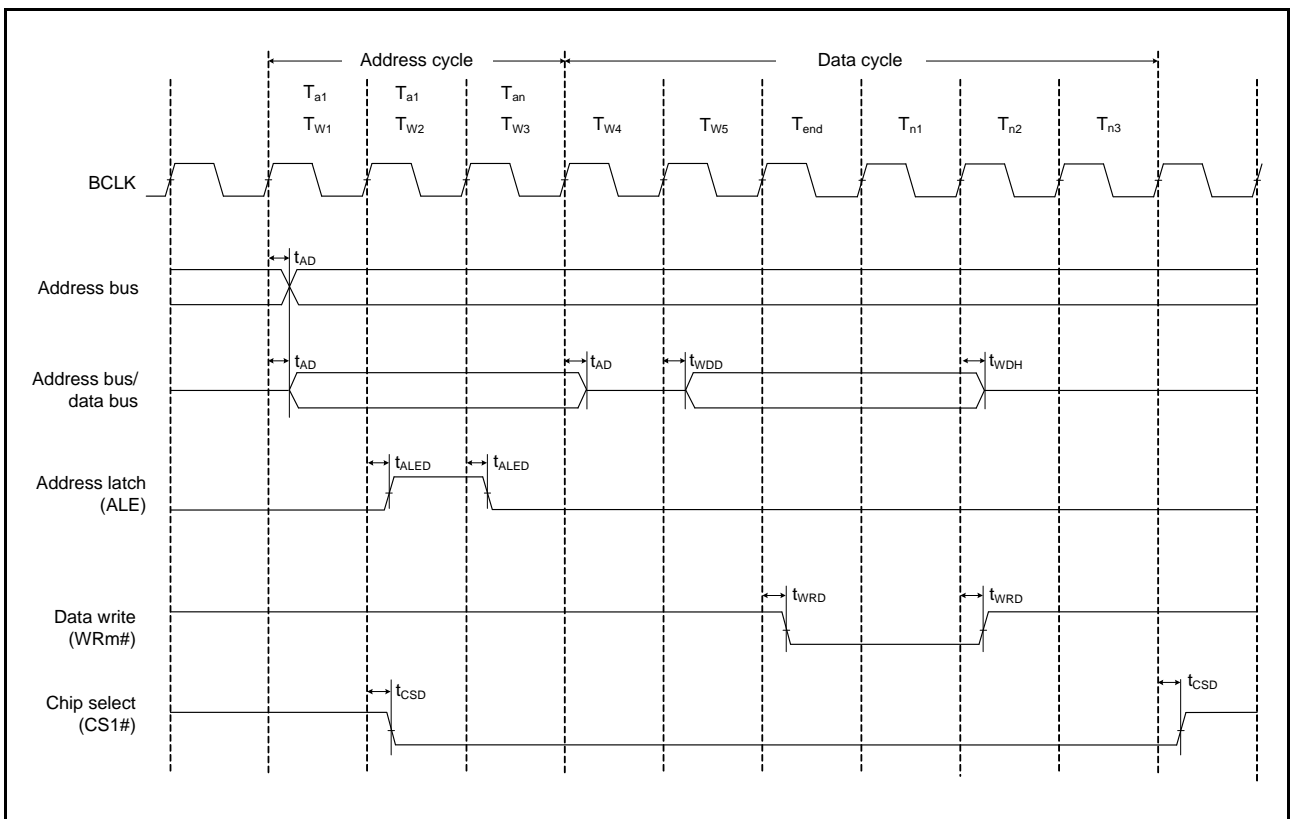 Address cycle Data cycle
Ta1 Ta1 Tan
TW1 TW2 TW3 TW4 TW5 Tend Tn1 Tn2 Tn3
BCLK
tAD
Address bus
tAD tAD tWDD tWDH
Address bus/
data bus
tALED tALED
Address latch
(ALE)
tWRD tWRD
Data write
(WRm#)
tCSD tCSD
Chip select
(CS1#)